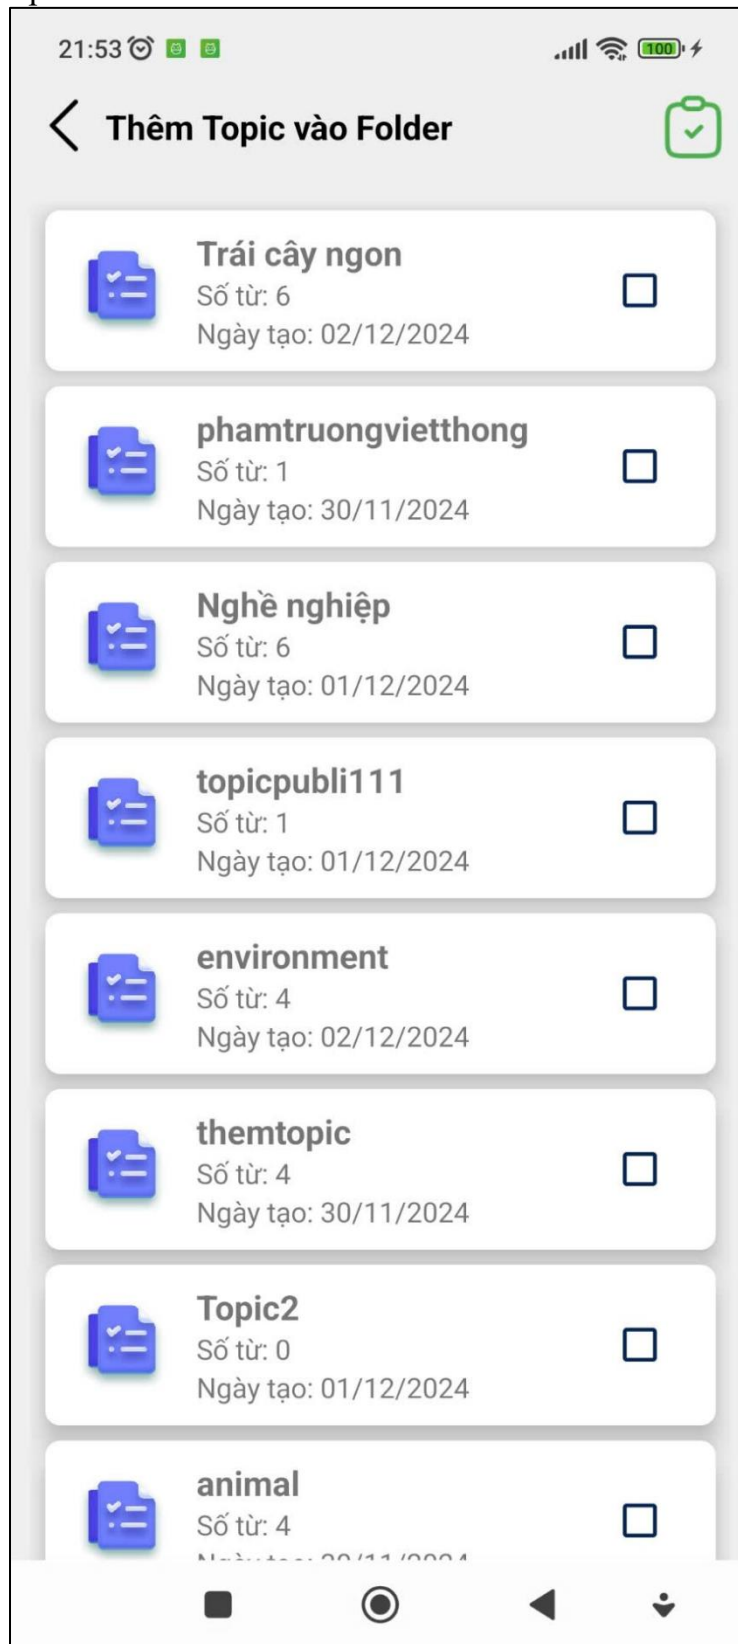 21:53
100
Thêm Topic vào Folder
Trái cây ngon
Số từ: 6
Ngày tạo: 02/12/2024
phamtruongvietthong
Số từ: 1
Ngày tạo: 30/11/2024
Nghề nghiệp
Số từ: 6
Ngày tạo: 01/12/2024
topicpubli111
Số từ: 1
Ngày tạo: 01/12/2024
environment
Số từ: 4
Ngày tạo: 02/12/2024
themtopic
Số từ: 4
Ngày tạo: 30/11/2024
Topic2
Số từ: 0
Ngày tạo: 01/12/2024
animal
Số từ: 4
Ngày tạo: